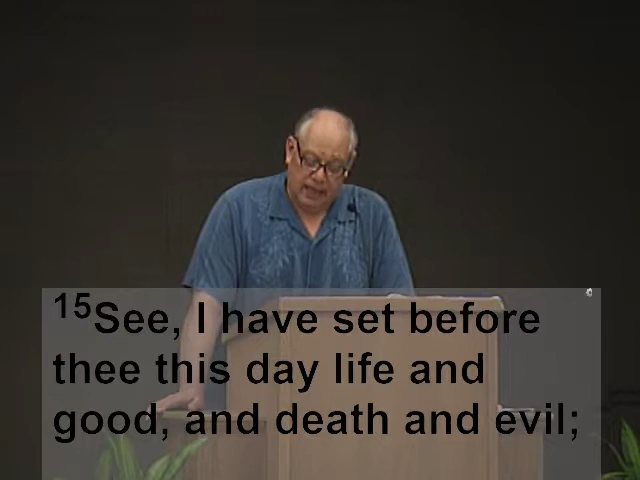 15See, I have set before
thee this day life and
good, and death and evil;